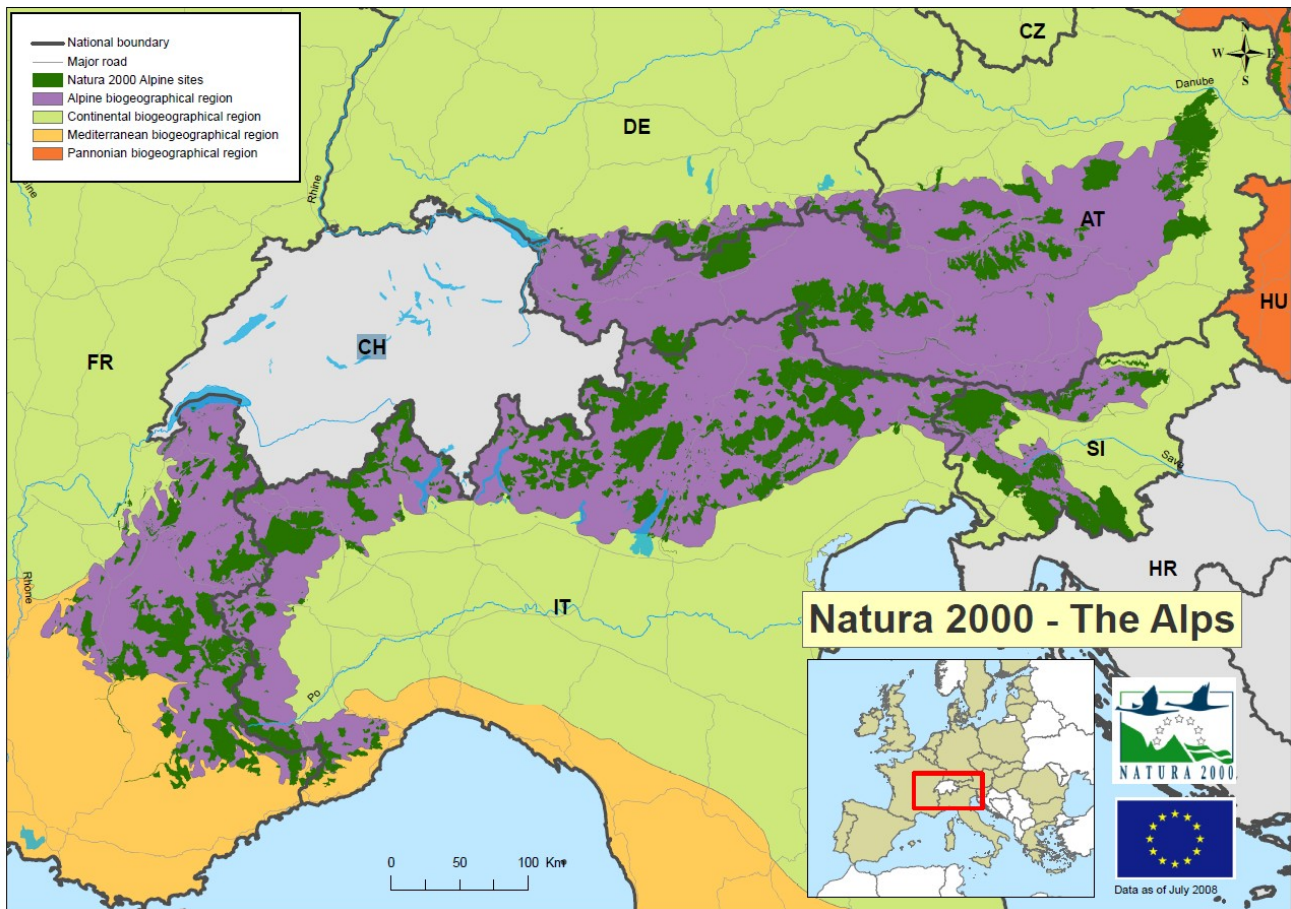 National boundary
Major road
Natura 2000 Alpine sites
Alpine biogeographical region
Continental biogeographical region
Mediterranean biogeographical region
Pannonian biogeographical region
CZ
N
W E
S
Danube
DE
Rhine
AT
HU
CH
FR
SI
Sava
Rhone
HR
IT
Natura 2000 - The Alps
Po
NATURA 2000
0 50 100 Km
Data as of July 2008